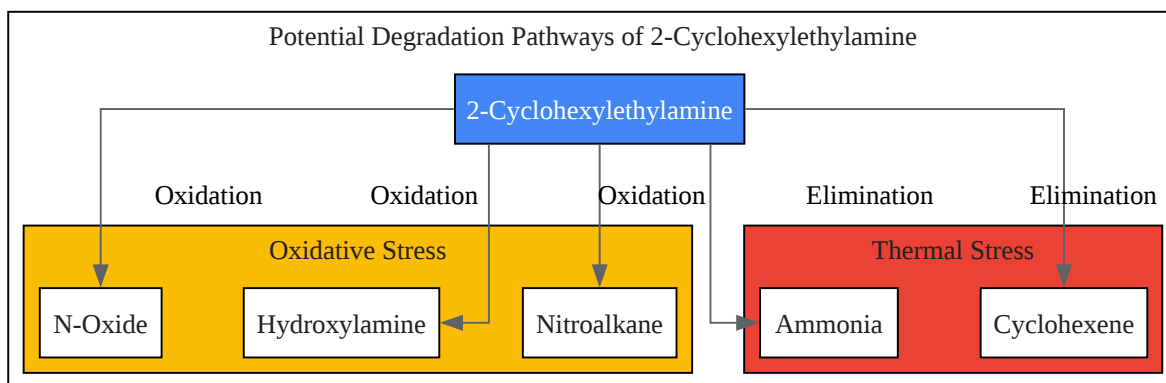 Potential Degradation Pathways of 2-Cyclohexylethylamine
2-Cyclohexylethylamine
Oxidation
Oxidation
Oxidation
Elimination
Elimination
Oxidative Stress
Thermal Stress
N-Oxide
Hydroxylamine
Nitroalkane
Ammonia
Cyclohexene